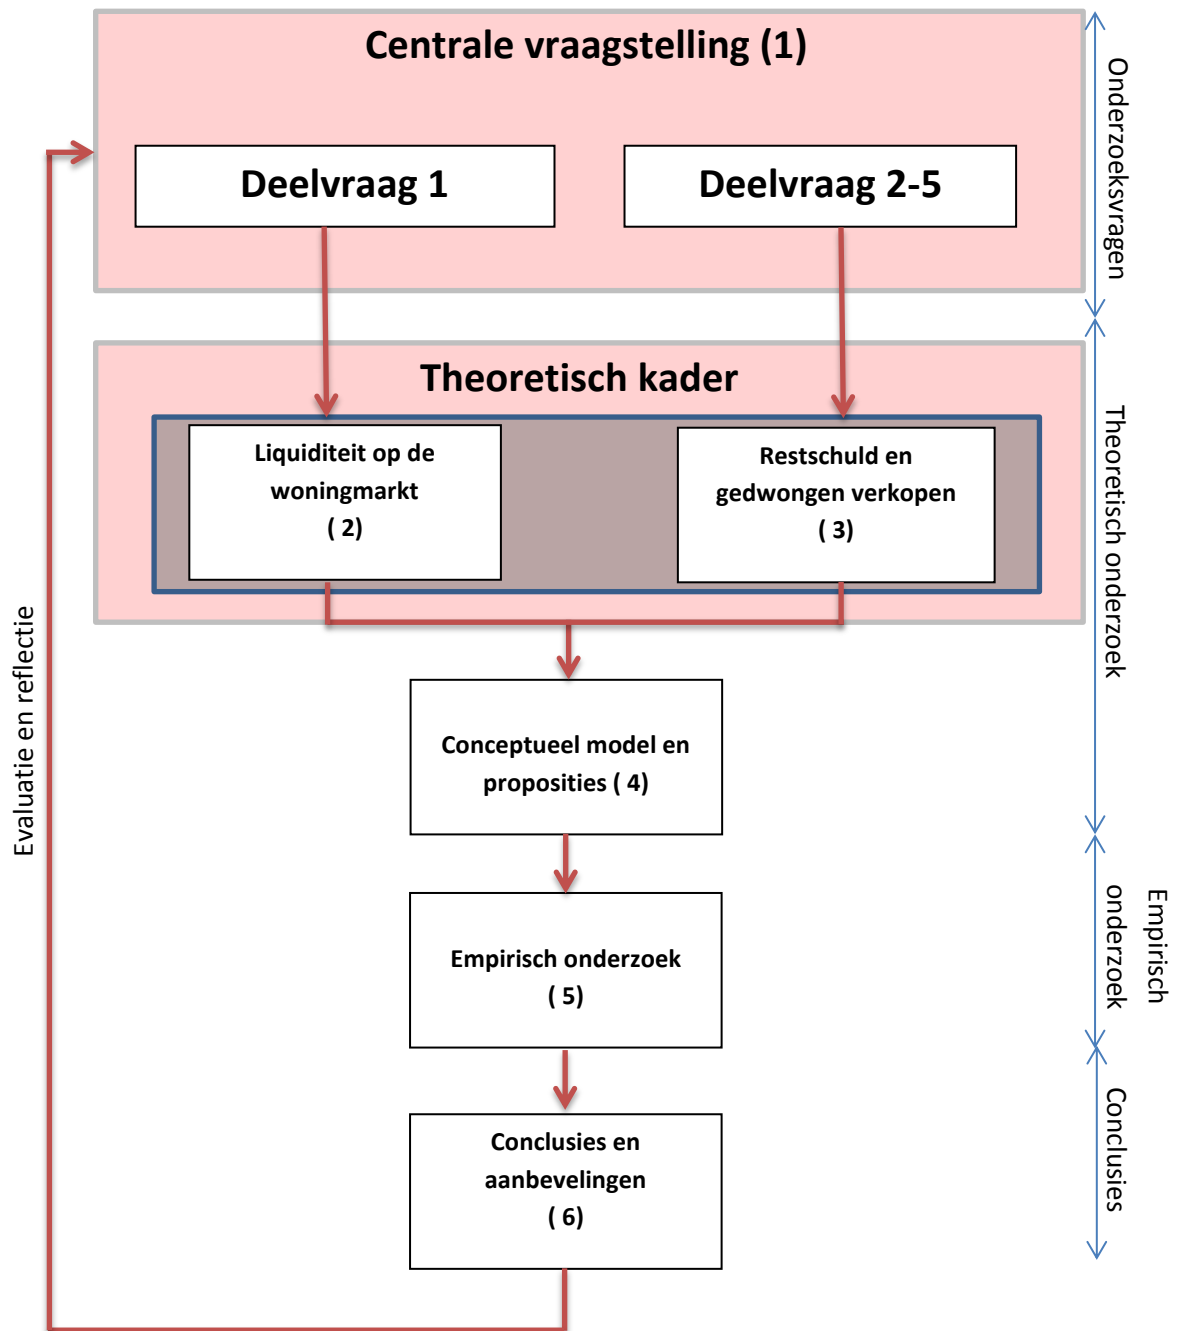 Centrale vraagstelling (1)
Deelvraag 1
Deelvraag 2-5
Onderzoeksvragen
Theoretisch kader
Liquiditeit op de
woningmarkt
( 2)
Restschuld en
gedwongen verkopen
( 3)
Theoretisch onderzoek
Conceptueel model en
proposities ( 4)
Empirisch onderzoek
( 5)
Empirisch
onderzoek
Conclusies en
aanbevelingen
( 6)
Conclusies
Evaluatie en reflectie